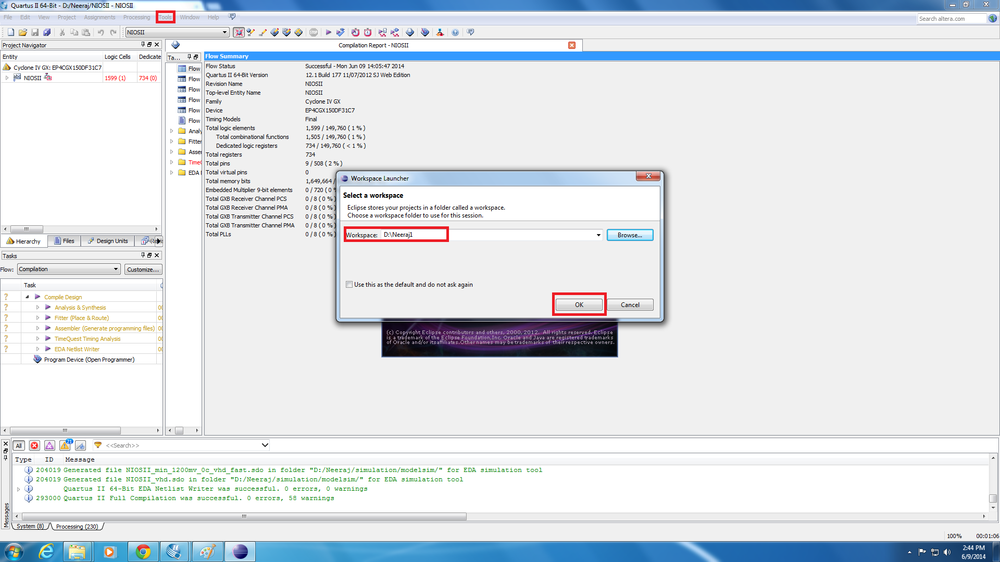 Quartus II 64-Bit - D:/Neeraj/NIOSII - NIOSII
File Edit View Project Assignments Processing Tools Window Help
Search altera.com
NIOSII
STOP
Project Navigator
Entity Logic Cells Dedicate
Cyclone IV GX: EP4CGX150DF31C7
abd NIOSII 1599 (1) 734 (0)
Hierarchy Files Design Units
Tasks
Flow: Compilation Customize...
Task
Compile Design
? Analysis & Synthesis 00
? Fitter (Place & Route) 00
? Assembler (Generate programming files) 00
? TimeQuest Timing Analysis 00
? EDA Netlist Writer 00
Program Device (Open Programmer)
Compilation Report - NIOSII
Ta...
Flow
Flow
Flow
Flow
Flow
Flow
Analy
Fitter
Asse
Time
EDA
Flow Summary
Flow Status Successful - Mon Jun 09 14:05:47 2014
Quartus II 64-Bit Version 12.1 Build 177 11/07/2012 SJ Web Edition
Revision Name NIOSII
Top-level Entity Name NIOSII
Family Cyclone IV GX
Device EP4CGX150DF31C7
Timing Models Final
Total logic elements 1,599 / 149,760 ( 1 % )
Total combinational functions 1,505 / 149,760 ( 1 % )
Dedicated logic registers 734 / 149,760 ( < 1 % )
Total registers 734
Total pins 9 / 508 ( 2 % )
Total virtual pins 0
Total memory bits 1,649,664 /
Embedded Multiplier 9-bit elements 0 / 720 ( 0 %
Total GXB Receiver Channel PCS 0 / 8 ( 0 % )
Total GXB Receiver Channel PMA 0 / 8 ( 0 % )
Total GXB Transmitter Channel PCS 0 / 8 ( 0 % )
Total GXB Transmitter Channel PMA 0 / 8 ( 0 % )
Total PLLs 0 / 8 ( 0 % )
Workspace Launcher
Select a workspace
Eclipse stores your projects in a folder called a workspace.
Choose a workspace folder to use for this session.
Workspace: D:\Neeraj1 Browse...
Use this as the default and do not ask again
OK Cancel
(c) Copyright Eclipse contributors and others, 2000, 2012. All rights reserved. Eclipse
is a trademark of the Eclipse Foundation,Inc. Oracle and Java are registered trademarks
of Oracle and/or its affiliates.Other names may be trademarks of their respective owners.
All 21 <<Search>>
Type ID Message
204019 Generated file NIOSII_min_1200mv_0c_vhd_fast.sdo in folder "D:/Neeraj/simulation/modelsim/" for EDA simulation tool
204019 Generated file NIOSII_vhd.sdo in folder "D:/Neeraj/simulation/modelsim/" for EDA simulation tool
Quartus II 64-Bit EDA Netlist Writer was successful. 0 errors, 0 warnings
293000 Quartus II Full Compilation was successful. 0 errors, 58 warnings
Messages
System (8) Processing (230)
100% 00:01:06
2:44 PM
6/9/2014